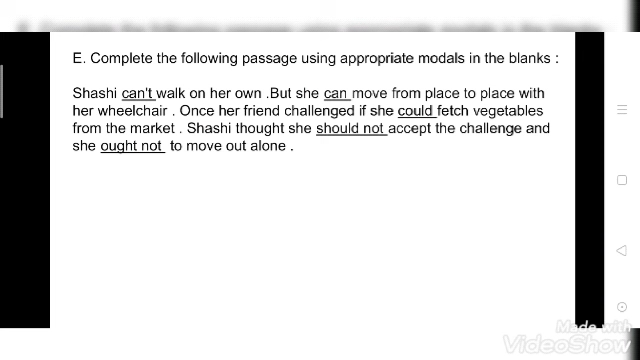 E. Complete the following passage using appropriate modals in the blanks :
Shashi can't walk on her own .But she can move from place to place with
her wheelchair . Once her friend challenged if she could fetch vegetables
from the market . Shashi thought she should not accept the challenge and
she ought not to move out alone .
Made with
VideoShow